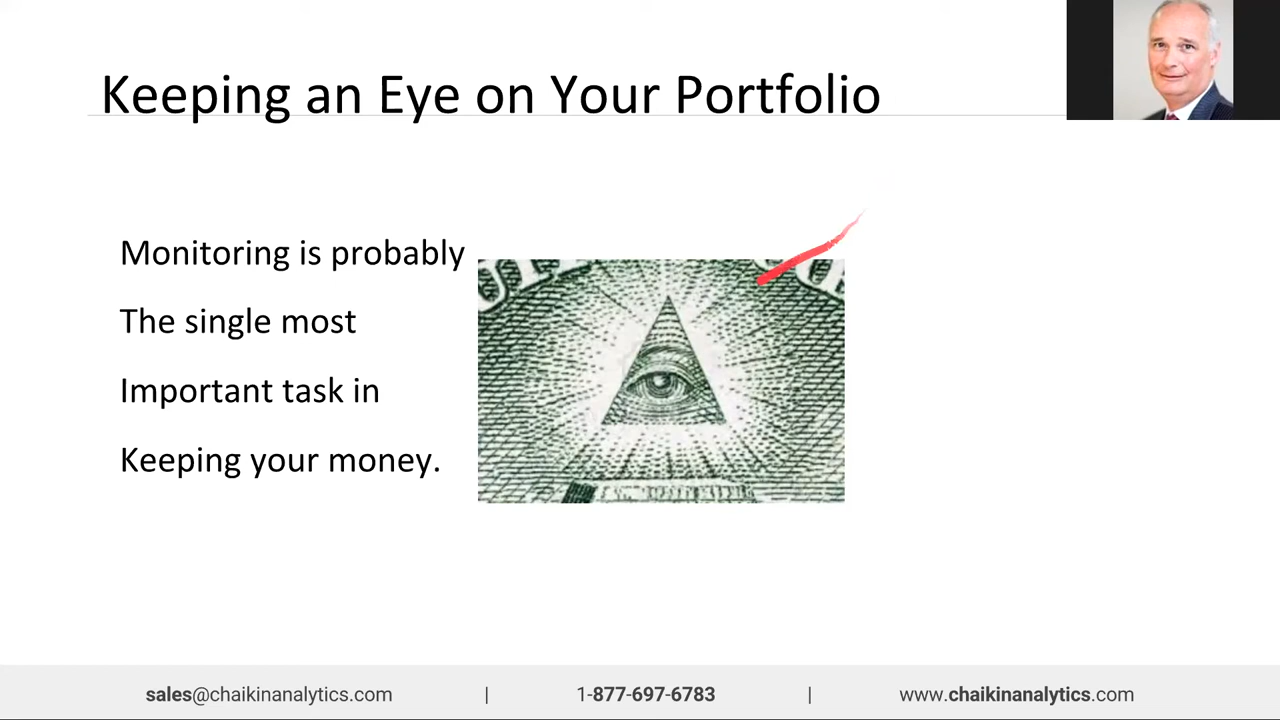 Keeping an Eye on Your Portfolio
Monitoring is probably
The single most
Important task in
Keeping your money.
sales@chaikinanalytics.com | 1-877-697-6783 | www.chaikinanalytics.com